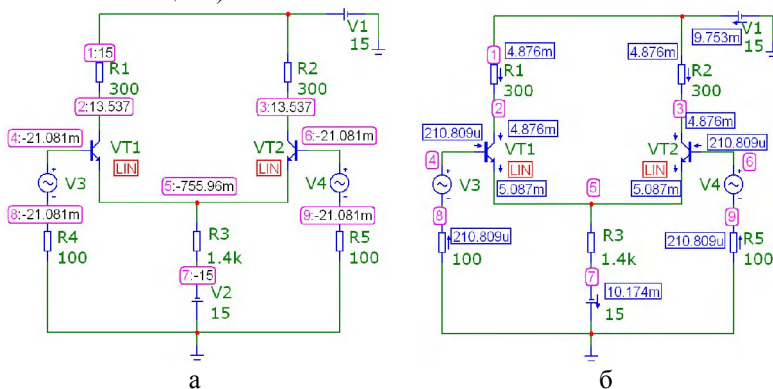 V1
15
1:15
R1
300
R2
300
2:13.537
3:13.537
4:-21.081m
6:-21.081m
VT1
VT2
LIN
LIN
V3
V4
5:-755.96m
8:-21.081m
9:-21.081m
R4
100
R3
1.4k
R5
100
7:-15
V2
15
а
V1
15
9.753m
1
4.876m
4.876m
R1
300
R2
300
2
3
210.809u
4.876m
4.876m
210.809u
4
VT1
VT2
6
LIN
LIN
V3
V4
5.087m
5
5.087m
8
9
210.809u
100
R3
1.4k
210.809u
R5
100
7
10.174m
15
б